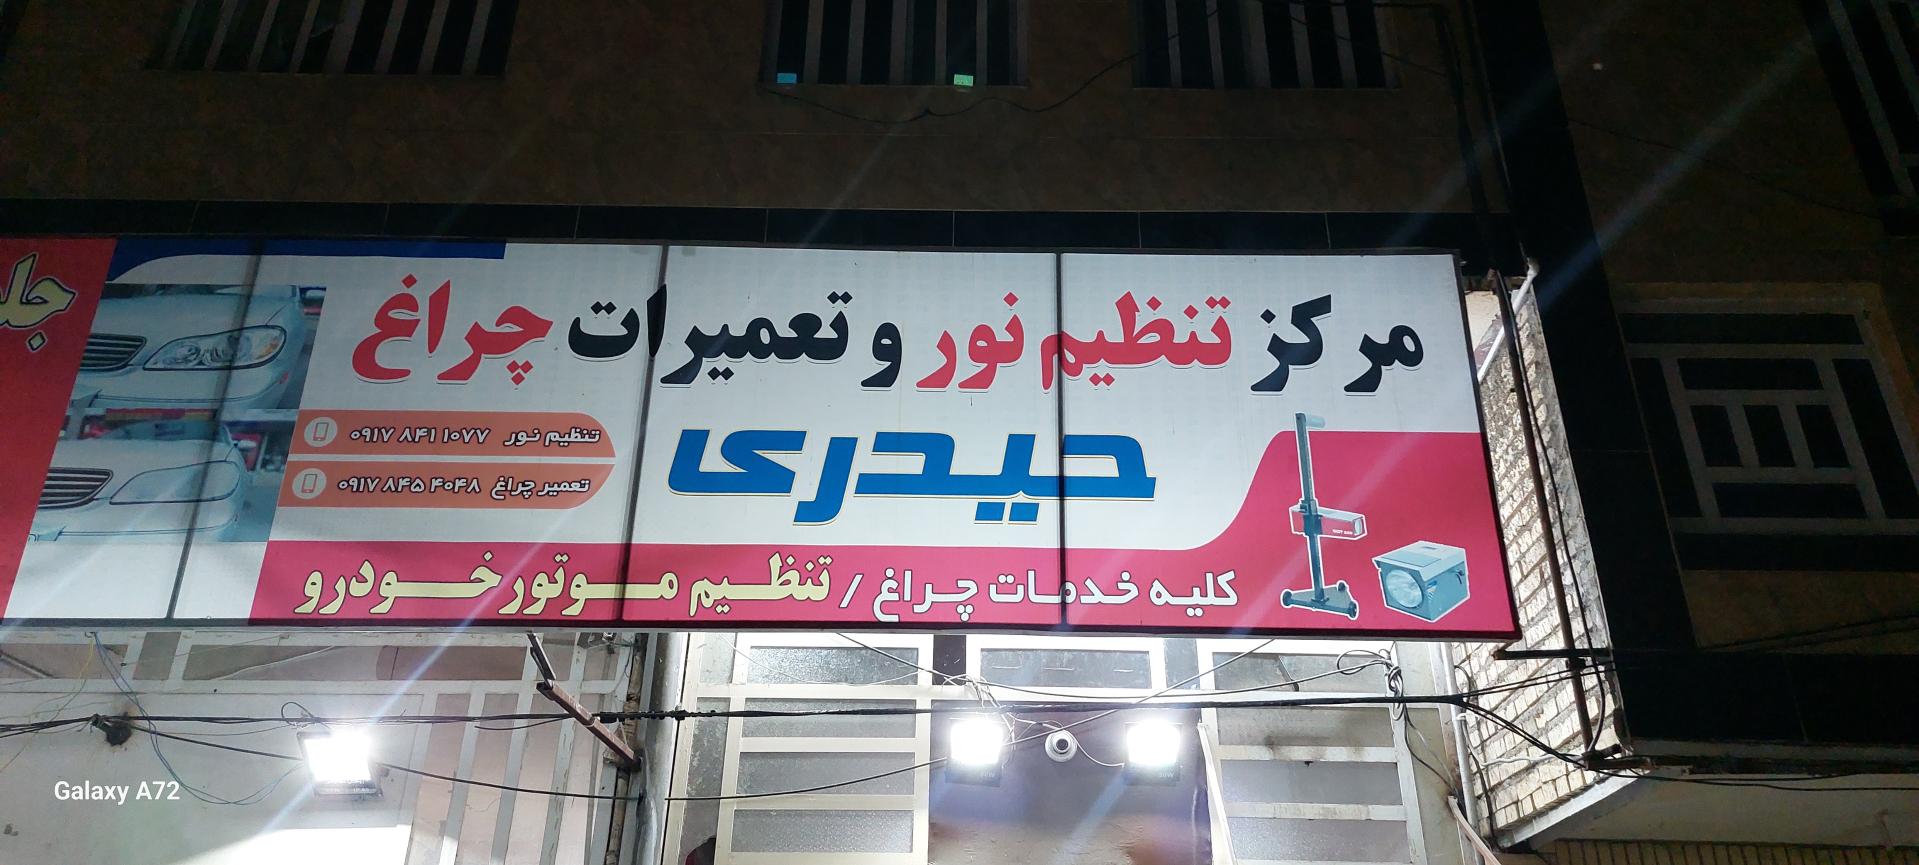 مرکز تنظیم نور و تعمیرات چراغ
حیدری
تنظیم نور ۰۹۱۷ ۸۴۱ ۱۰۷۷
تعمیر چراغ ۰۹۱۷ ۸۴۵ ۴۰۴۸
کلیه خدمات چراغ / تنظیم موتور خودرو
جلو
Galaxy A72